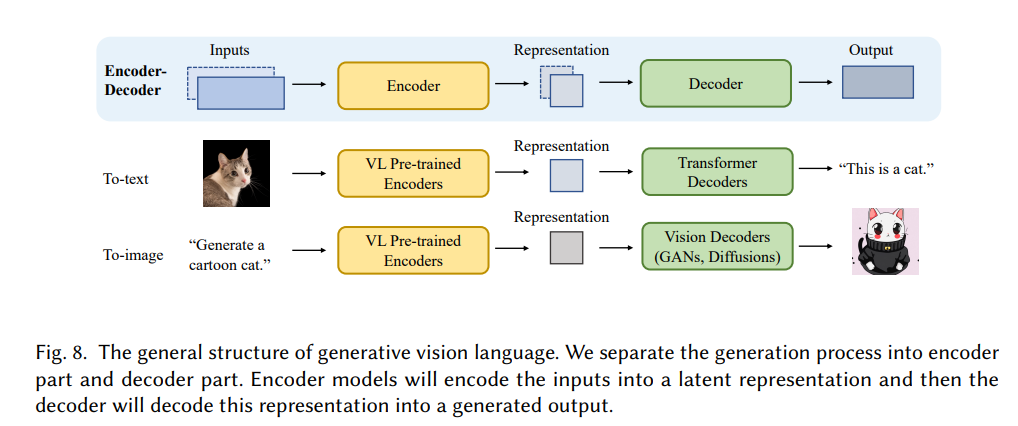 Inputs
Representation
Output
Encoder-
Decoder
Encoder
Decoder
To-text
VL Pre-trained
Encoders
Representation
Transformer
Decoders
“This is a cat.”
To-image
“Generate a
cartoon cat.”
VL Pre-trained
Encoders
Representation
Vision Decoders
(GANs, Diffusions)
Fig. 8. The general structure of generative vision language. We separate the generation process into encoder
part and decoder part. Encoder models will encode the inputs into a latent representation and then the
decoder will decode this representation into a generated output.